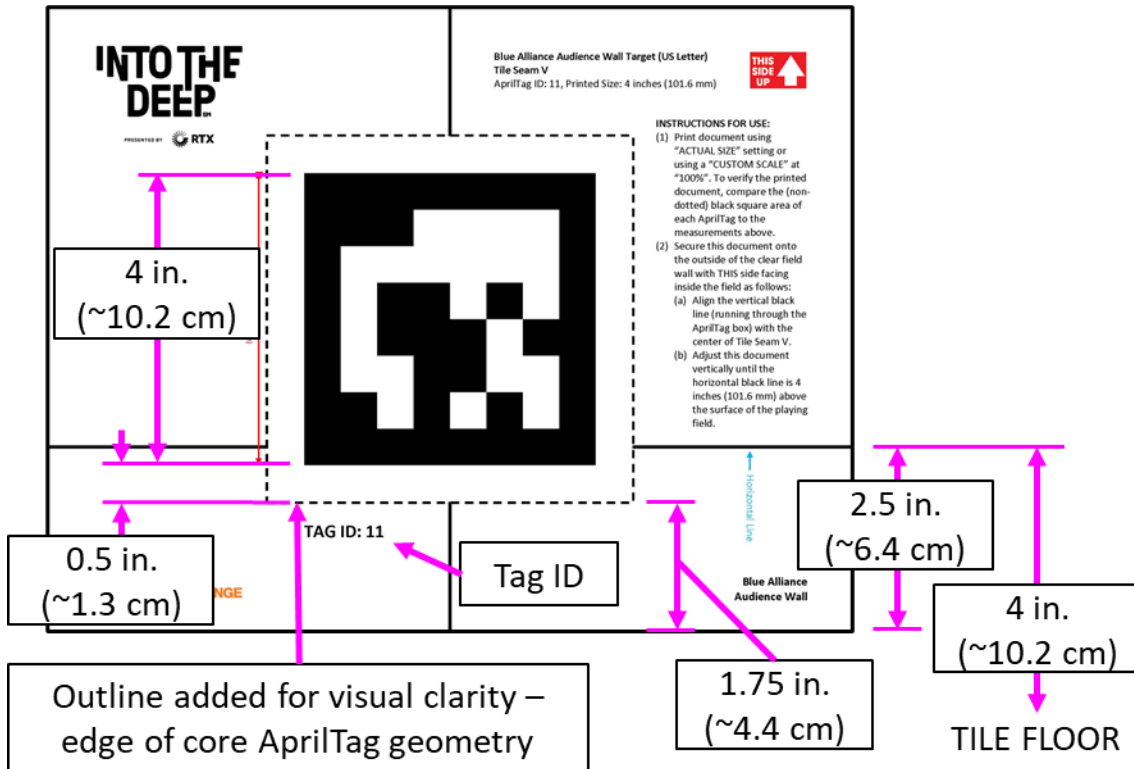 INTO THE
DEEP℠
PRESENTED BY RTX
Blue Alliance Audience Wall Target (US Letter)
Tile Seam V
AprilTag ID: 11, Printed Size: 4 inches (101.6 mm)
THIS
SIDE
UP
INSTRUCTIONS FOR USE:
(1) Print document using
"ACTUAL SIZE" setting or
using a "CUSTOM SCALE" at
"100%". To verify the printed
document, compare the (non-
dotted) black square area of
each AprilTag to the
measurements above.
(2) Secure this document onto
the outside of the clear field
wall with THIS side facing
inside the field as follows:
(a) Align the vertical black
line (running through the
AprilTag box) with the
center of Tile Seam V.
(b) Adjust this document
vertically until the
horizontal black line is 4
inches (101.6 mm) above
the surface of the playing
field.
4 in.
(~10.2 cm)
0.5 in.
(~1.3 cm)
NGE
TAG ID: 11
Tag ID
Horizontal Line
Blue Alliance
Audience Wall
2.5 in.
(~6.4 cm)
4 in.
(~10.2 cm)
1.75 in.
(~4.4 cm)
TILE FLOOR
Outline added for visual clarity –
edge of core AprilTag geometry